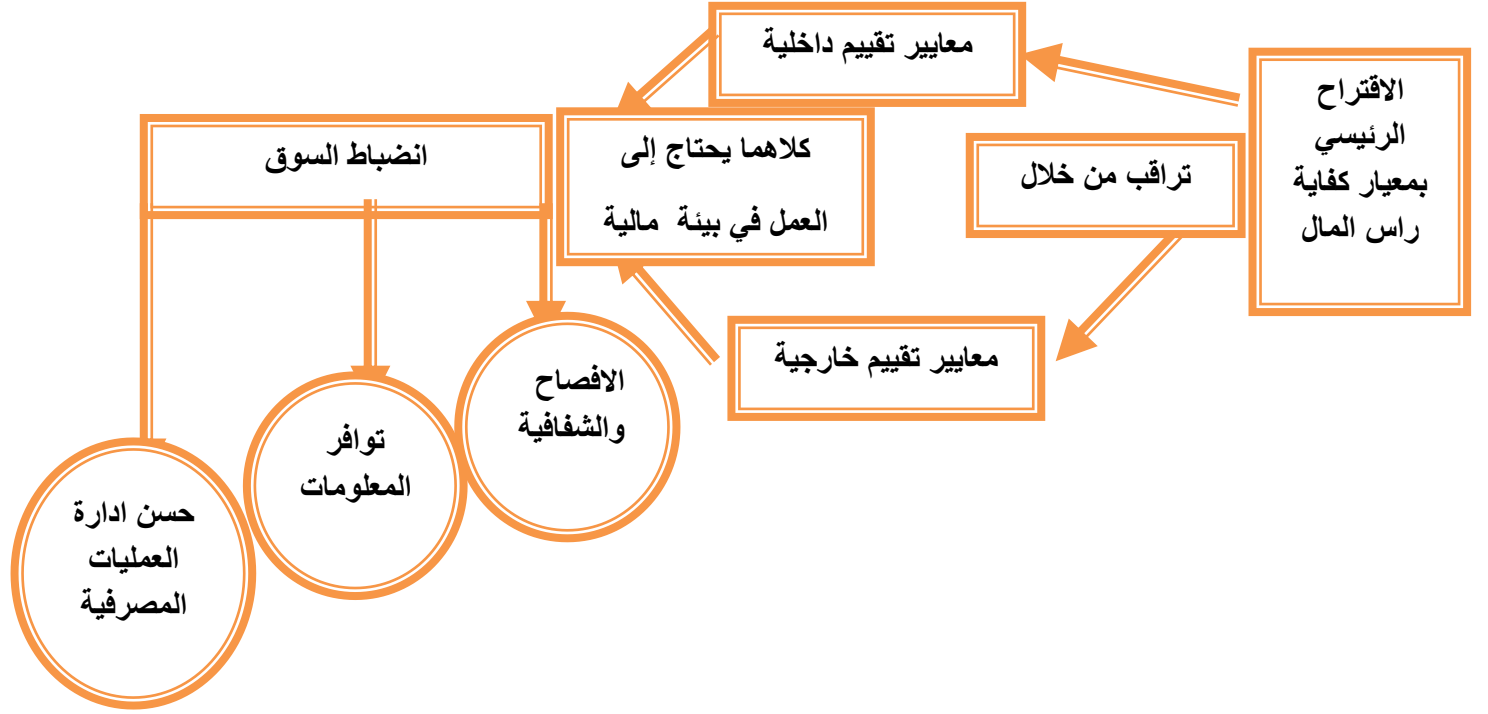 الاقتراح
الرئيسي
بمعيار كفاية
راس المال
تراقب من خلال
معايير تقييم داخلية
معايير تقييم خارجية
كلاهما يحتاج إلى
العمل في بيئة مالية
انضباط السوق
الافصاح
والشفافية
توافر
المعلومات
حسن ادارة
العمليات
المصرفية